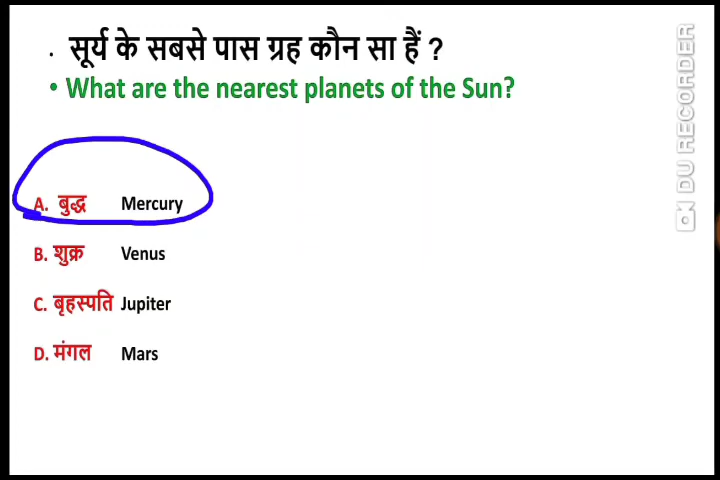 . सूर्य के सबसे पास ग्रह कौन सा हैं ?
• What are the nearest planets of the Sun?
A. बुद्ध Mercury
B. शुक्र Venus
C. बृहस्पति Jupiter
D. मंगल Mars
DU RECORDER